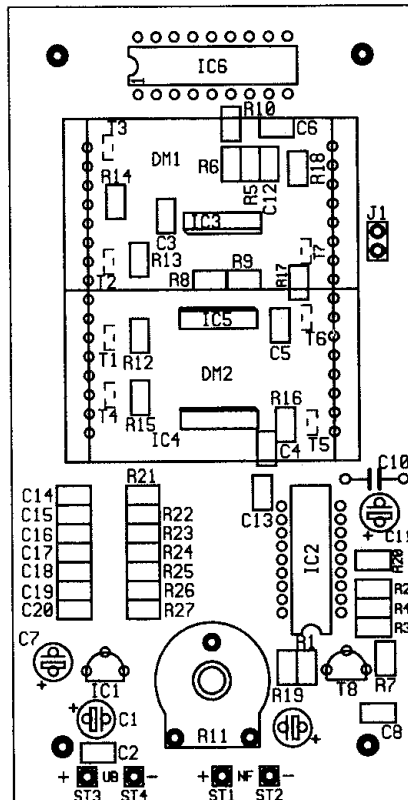 1
IC6
R10
C6
T3
DM1
R6
R5
C12
R18
R14
IC3
C3
J1
T7
R13
T2
R8
R9
R17
IC5
T6
C5
T1
R12
DM2
T4
R15
R16
IC4
C4
T5
R21
C10
C14
C15
R22
C13
C11
C16
R23
IC2
C17
R24
R20
C18
R25
R2
C19
R26
R4
C20
R27
R3
C7
R1
IC1
R19
T8
R7
+
C1
R11
C8
C2
+ UB -
+ NF -
ST3 ST4
ST1 ST2